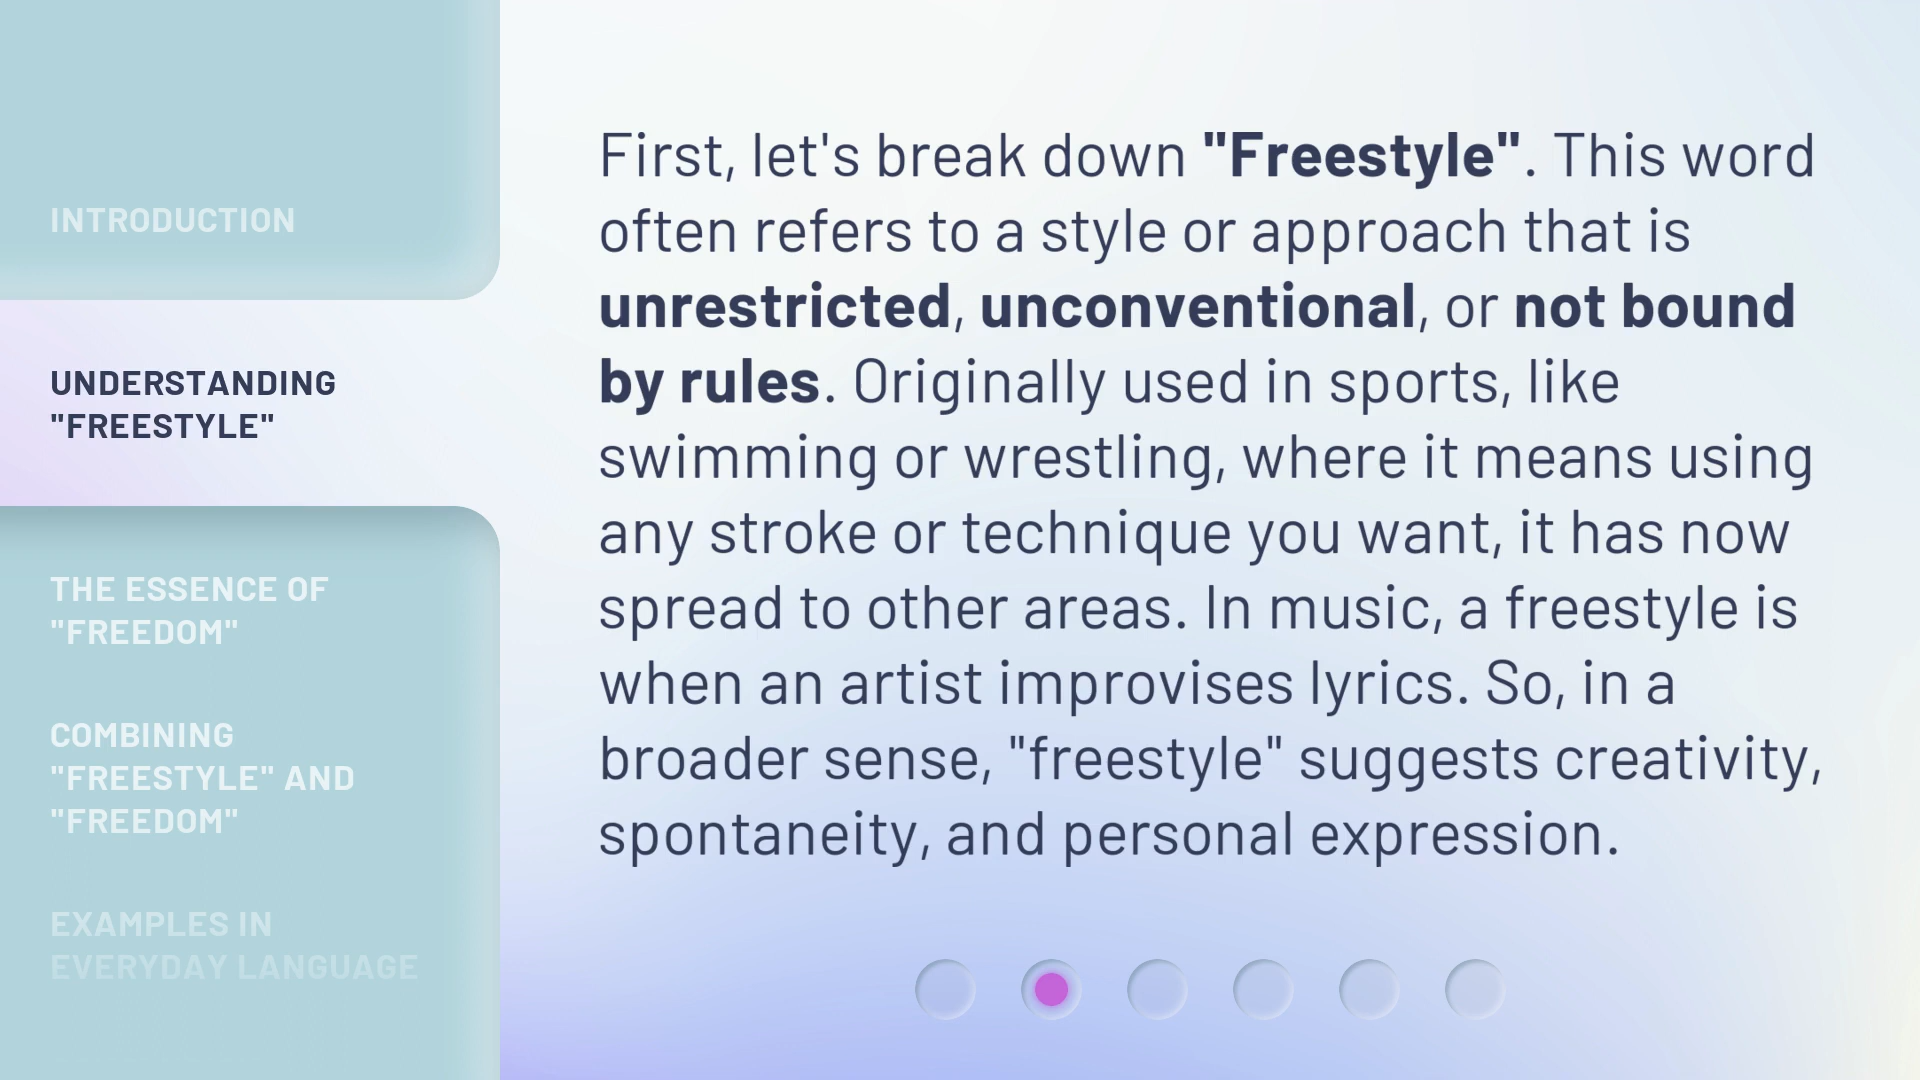 INTRODUCTION
UNDERSTANDING
"FREESTYLE"
THE ESSENCE OF
"FREEDOM"
COMBINING
"FREESTYLE" AND
"FREEDOM"
EXAMPLES IN
EVERYDAY LANGUAGE
First, let's break down "Freestyle". This word
often refers to a style or approach that is
unrestricted, unconventional, or not bound
by rules. Originally used in sports, like
swimming or wrestling, where it means using
any stroke or technique you want, it has now
spread to other areas. In music, a freestyle is
when an artist improvises lyrics. So, in a
broader sense, "freestyle" suggests creativity,
spontaneity, and personal expression.